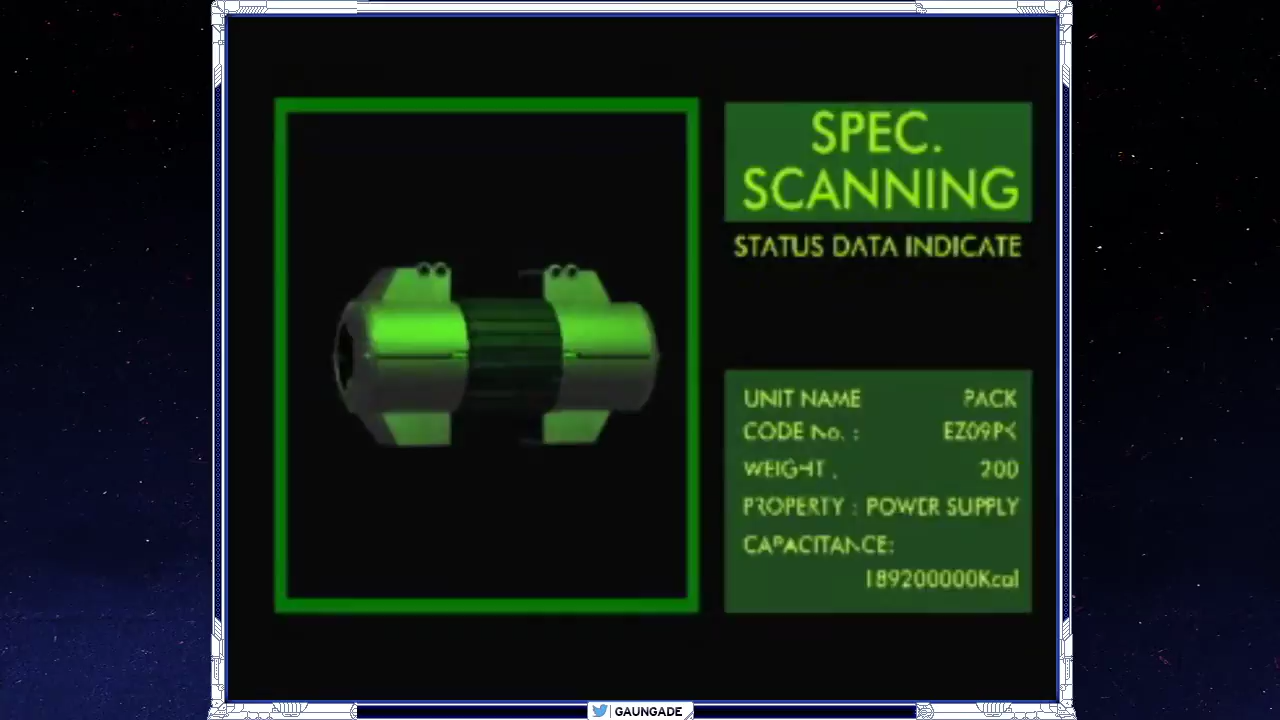 SPEC.
SCANNING
STATUS DATA INDICATE
UNIT NAME PACK
CODE No. : EZ09PK
WEIGHT : 200
PROPERTY : POWER SUPPLY
CAPACITANCE:
189200000Kcal
GAUNGADE